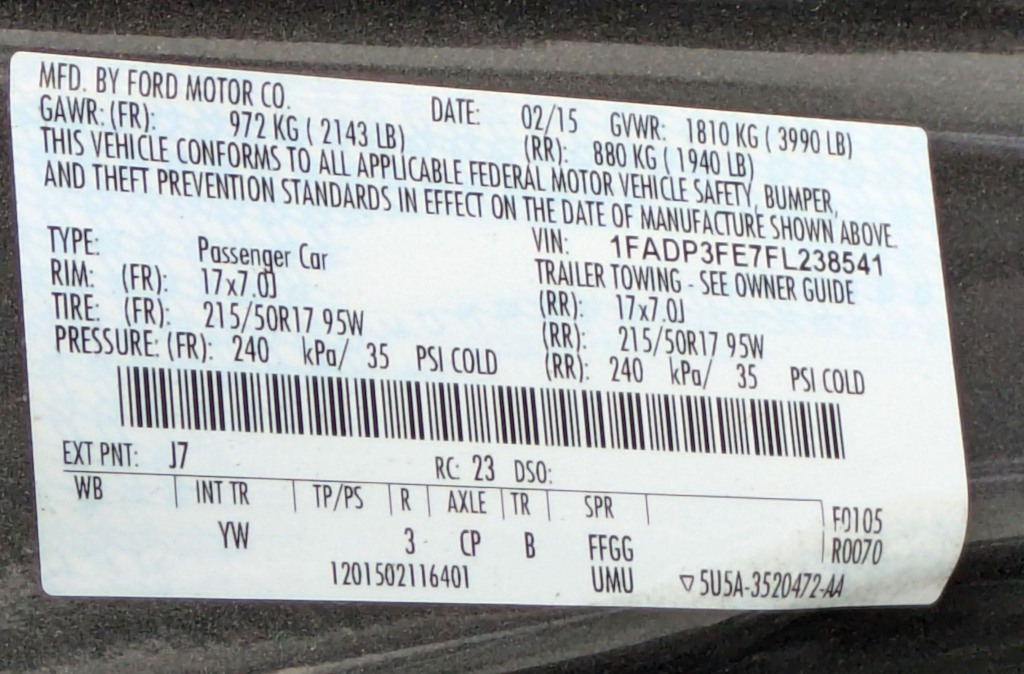 MFD. BY FORD MOTOR CO. DATE: 02/15 GVWR: 1810 KG ( 3990 LB)
GAWR: (FR): 972 KG ( 2143 LB) (RR): 880 KG ( 1940 LB)
THIS VEHICLE CONFORMS TO ALL APPLICABLE FEDERAL MOTOR VEHICLE SAFETY, BUMPER,
AND THEFT PREVENTION STANDARDS IN EFFECT ON THE DATE OF MANUFACTURE SHOWN ABOVE.
VIN: 1FADP3FE7FL238541
TYPE: Passenger Car TRAILER TOWING - SEE OWNER GUIDE
RIM: (FR): 17x7.0J (RR): 17x7.0J
TIRE: (FR): 215/50R17 95W (RR): 215/50R17 95W
PRESSURE: (FR): 240 kPa/ 35 PSI COLD (RR): 240 kPa/ 35 PSI COLD
EXT PNT: J7 RC: 23 DSO:
WB INT TR TP/PS R AXLE TR SPR F0105
YW 3 CP B FFGG R0070
1201502116401 UMU ▽5U5A-3520472-AA